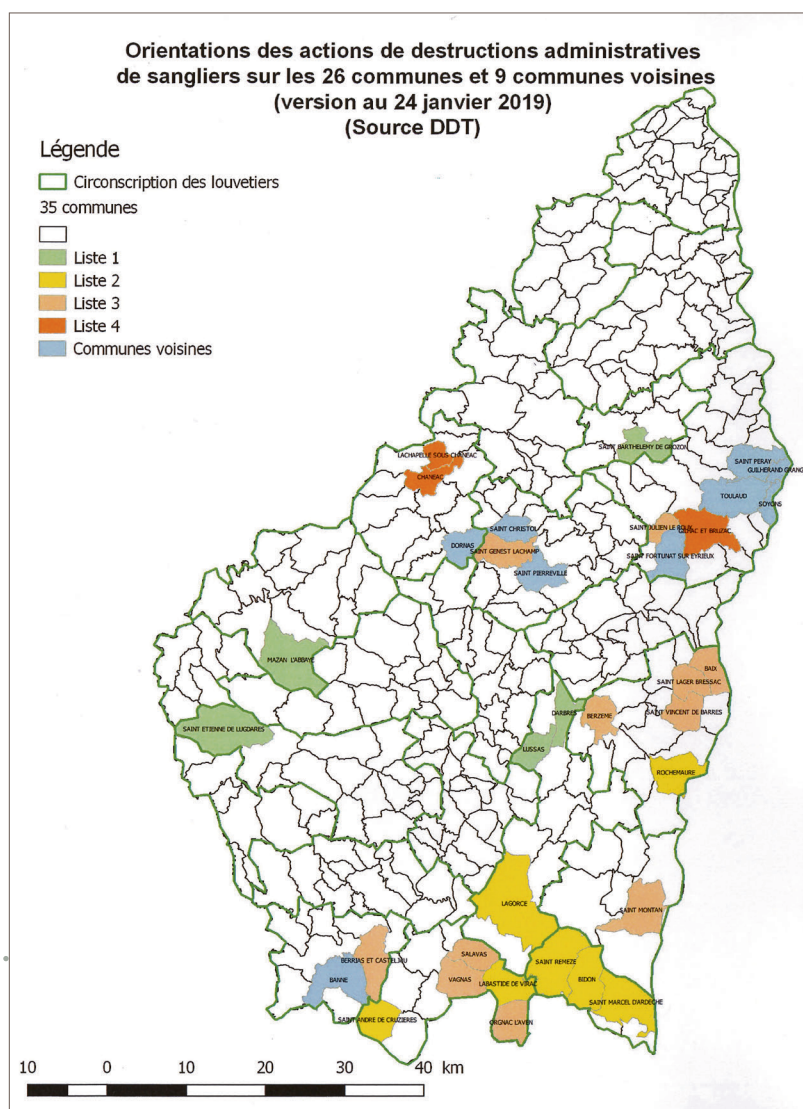 Orientations des actions de destructions administratives
de sangliers sur les 26 communes et 9 communes voisines
(version au 24 janvier 2019)
(Source DDT)
Légende
Circonscription des louvetiers
35 communes
Liste 1
Liste 2
Liste 3
Liste 4
Communes voisines
LACHAPELLE SOUS CHANEAC
CHANEAC
SAINT BARTHELEMY DE GROZON
SAINT PERAY
GUILHERAND GRANG
TOULAUD
SOYONS
SAINT CHRISTOL
DORNAS
SAINT GENEST LACHAMP
SAINT PIERREVILLE
SAINT JULIEN LE ROUX
ET BRUZAC
SAINT FORTUNAT SUR EYRIEUX
MAZAN L'ABBAYE
SAINT ETIENNE DE LUGDARES
BAIX
SAINT LAGER BRESSAC
DARBRES
BERZEME
SAINT VINCENT DE BARRES
LUSSAS
ROCHEMAURE
LAGORCE
SAINT MONTAN
BERRIAS ET CASTELJAU
SALAVAS
SAINT REMEZE
BANNE
VAGNAS
LABASTIDE DE VIRAC
BIDON
SAINT MARCEL D'ARDECHE
SAINT ANDRE DE CRUZIERES
ORGNAC L'AVEN
10 0 10 20 30 40 km